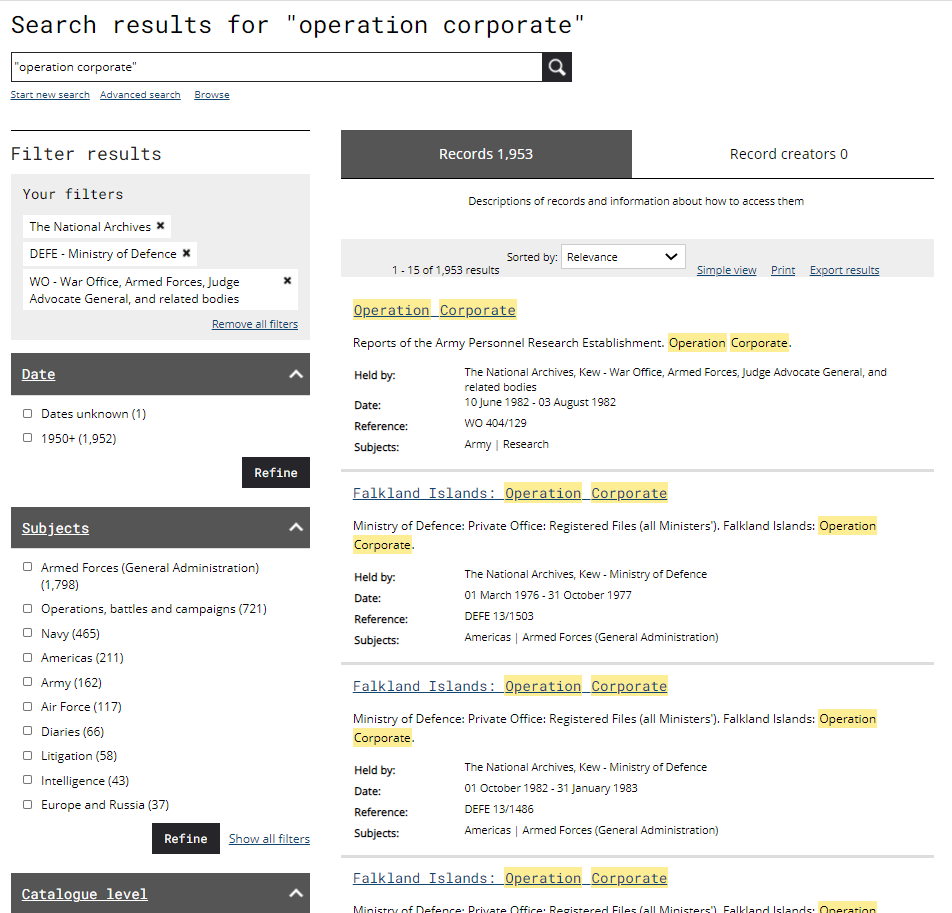 Search results for "operation corporate"
"operation corporate"
Start new search Advanced search Browse
Filter results
Your filters
The National Archives ✖
DEFE - Ministry of Defence ✖
WO - War Office, Armed Forces, Judge ✖
Advocate General, and related bodies
Remove all filters
Date
Dates unknown (1)
1950+ (1,952)
Refine
Subjects
Armed Forces (General Administration)
(1,798)
Operations, battles and campaigns (721)
Navy (465)
Americas (211)
Army (162)
Air Force (117)
Diaries (66)
Litigation (58)
Intelligence (43)
Europe and Russia (37)
Refine Show all filters
Catalogue level
Records 1,953 Record creators 0
Descriptions of records and information about how to access them
Sorted by: Relevance
1 - 15 of 1,953 results Simple view Print Export results
Operation Corporate
Reports of the Army Personnel Research Establishment. Operation Corporate.
Held by: The National Archives, Kew - War Office, Armed Forces, Judge Advocate General, and
related bodies
Date: 10 June 1982 - 03 August 1982
Reference: WO 404/129
Subjects: Army | Research
Falkland Islands: Operation Corporate
Ministry of Defence: Private Office: Registered Files (all Ministers'). Falkland Islands: Operation
Corporate.
Held by: The National Archives, Kew - Ministry of Defence
Date: 01 March 1976 - 31 October 1977
Reference: DEFE 13/1503
Subjects: Americas | Armed Forces (General Administration)
Falkland Islands: Operation Corporate
Ministry of Defence: Private Office: Registered Files (all Ministers'). Falkland Islands: Operation
Corporate.
Held by: The National Archives, Kew - Ministry of Defence
Date: 01 October 1982 - 31 January 1983
Reference: DEFE 13/1486
Subjects: Americas | Armed Forces (General Administration)
Falkland Islands: Operation Corporate
Ministry of Defence: Private Office: Registered Files (all Ministers'). Falkland Islands: Operation